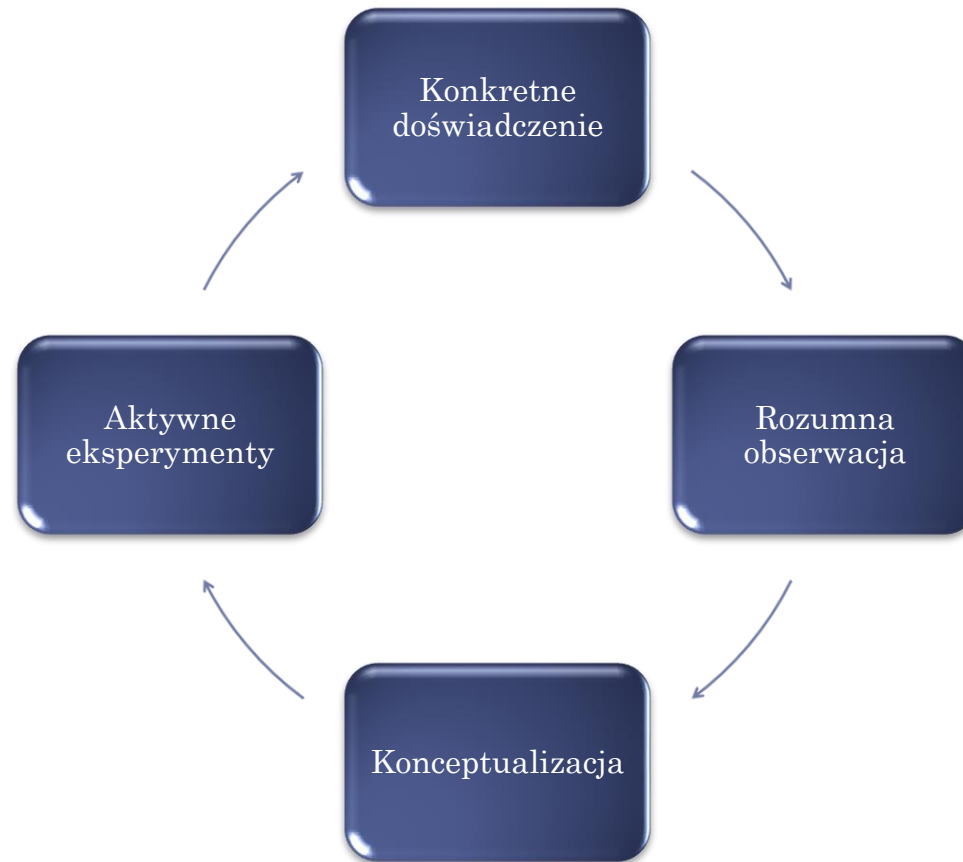 Konkretne
doświadczenie
Aktywne
eksperymenty
Rozumna
obserwacja
Konceptualizacja